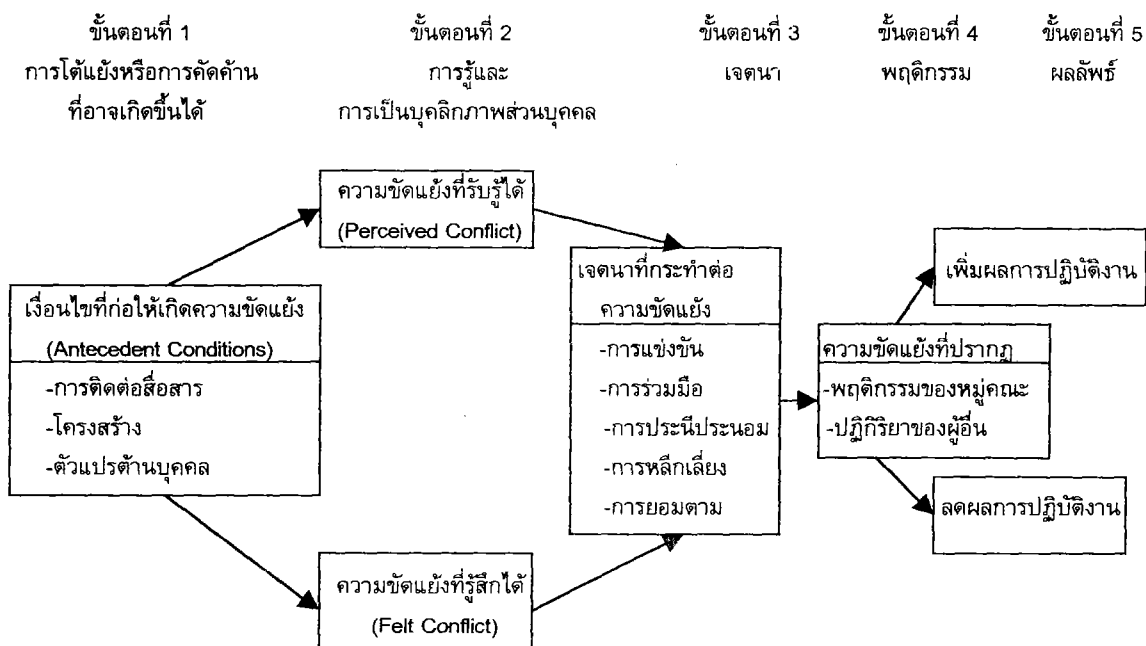 ขั้นตอนที่ 1
การโต้แย้งหรือการคัดค้าน
ที่อาจเกิดขึ้นได้
ขั้นตอนที่ 2
การรู้และ
การเป็นบุคลิกภาพส่วนบุคคล
ขั้นตอนที่ 3
เจตนา
ขั้นตอนที่ 4
พฤติกรรม
ขั้นตอนที่ 5
ผลลัพธ์
เงื่อนไขที่ก่อให้เกิดความขัดแย้ง
(Antecedent Conditions)
-การติดต่อสื่อสาร
-โครงสร้าง
-ตัวแปรด้านบุคคล
ความขัดแย้งที่รับรู้ได้
(Perceived Conflict)
ความขัดแย้งที่รู้สึกได้
(Felt Conflict)
เจตนาที่กระทำต่อ
ความขัดแย้ง
-การแข่งขัน
-การร่วมมือ
-การประนีประนอม
-การหลีกเลี่ยง
-การยอมตาม
ความขัดแย้งที่ปรากฏ
-พฤติกรรมของหมู่คณะ
-ปฏิกิริยาของผู้อื่น
เพิ่มผลการปฏิบัติงาน
ลดผลการปฏิบัติงาน